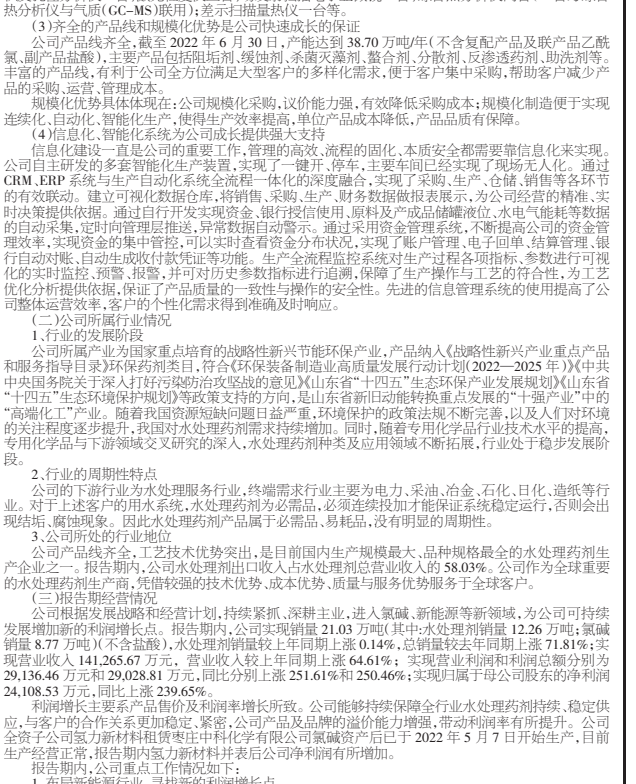 热分析仪与气质(GC-MS)联用);差示扫描量热仪一台等。
(3)齐全的产品线和规模化优势是公司快速成长的保证
公司产品线齐全,截至 2022 年 6 月 30 日,产能达到 38.70 万吨/年(不含复配产品及联产品乙酰
氯、副产品盐酸),主要产品包括阻垢剂、缓蚀剂、杀菌灭藻剂、螯合剂、分散剂、反渗透药剂、助洗剂等。
丰富的产品线,有利于公司全方位满足大型客户的多样化需求,便于客户集中采购,帮助客户减少产
品的采购、运营、管理成本。
规模化优势具体体现在:公司规模化采购,议价能力强,有效降低采购成本;规模化制造便于实现
连续化、自动化、智能化生产,使得生产效率提高,单位产品成本降低,产品品质有保障。
(4)信息化、智能化系统为公司成长提供强大支持
信息化建设一直是公司的重要工作,管理的高效、流程的固化、本质安全都需要靠信息化来实现。
公司自主研发的多套智能化生产装置,实现了一键开、停车,主要车间已经实现了现场无人化。通过
CRM、ERP 系统与生产自动化系统全流程一体化的深度融合,实现了采购、生产、仓储、销售等各环节
的有效联动。建立可视化数据仓库,将销售、采购、生产、财务数据做报表展示,为公司经营的精准、实
时决策提供依据。通过自行开发实现资金、银行授信使用、原料及产成品储罐液位、水电气能耗等数据
的自动采集,定时向管理层推送,异常数据自动警示。通过采用资金管理系统,不断提高公司的资金管
理效率,实现资金的集中管控,可以实时查看资金分布状况,实现了账户管理、电子回单、结算管理、银
行自动对账、自动生成收付款凭证等功能。生产全流程监控系统对生产过程各项指标、参数进行可视
化的实时监控、预警、报警,并可对历史参数指标进行追溯,保障了生产操作与工艺的符合性,为工艺
优化分析提供依据,保证了产品质量的一致性与操作的安全性。先进的信息管理系统的使用提高了公
司整体运营效率,客户的个性化需求得到准确及时响应。
(二)公司所属行业情况
1、行业的发展阶段
公司所属产业为国家重点培育的战略性新兴节能环保产业,产品纳入《战略性新兴产业重点产品
和服务指导目录》环保药剂类目,符合《环保装备制造业高质量发展行动计划(2022—2025 年)》《中共
中央国务院关于深入打好污染防治攻坚战的意见》《山东省“十四五”生态环保产业发展规划》《山东省
“十四五”生态环境保护规划》等政策支持的方向,是山东省新旧动能转换重点发展的“十强产业”中的
“高端化工”产业。随着我国资源短缺问题日益严重,环境保护的政策法规不断完善,以及人们对环境
的关注程度逐步提升,我国对水处理药剂需求持续增加。同时,随着专用化学品行业技术水平的提高,
专用化学品与下游领域交叉研究的深入,水处理药剂种类及应用领域不断拓展,行业处于稳步发展阶
段。
2、行业的周期性特点
公司的下游行业为水处理服务行业,终端需求行业主要为电力、采油、冶金、石化、日化、造纸等行
业。对于上述客户的用水系统,水处理药剂为必需品,必须连续投加才能保证系统稳定运行,否则会出
现结垢、腐蚀现象。因此水处理药剂产品属于必需品、易耗品,没有明显的周期性。
3、公司所处的行业地位
公司产品线齐全,工艺技术优势突出,是目前国内生产规模最大、品种规格最全的水处理药剂生
产企业之一。报告期内,公司水处理剂出口收入占水处理剂总营业收入的 58.03%。公司作为全球重要
的水处理药剂生产商,凭借较强的技术优势、成本优势、质量与服务优势服务于全球客户。
(三)报告期经营情况
公司根据发展战略和经营计划,持续紧抓、深耕主业,进入氯碱、新能源等新领域,为公司可持续
发展增加新的利润增长点。报告期内,公司实现销量 21.03 万吨(其中:水处理剂销量 12.26 万吨;氯碱
销量 8.77 万吨)(不含盐酸),水处理剂销量较上年同期上涨 0.14%,总销量较去年同期上涨 71.81%;实
现营业收入 141,265.67 万元, 营业收入较上年同期上涨 64.61%; 实现营业利润和利润总额分别为
29,136.46 万元和 29,028.81 万元,同比分别上涨 251.61%和 250.46%;实现归属于母公司股东的净利润
24,108.53 万元,同比上涨 239.65%。
利润增长主要系产品售价及利润率增长所致。公司能够持续保障全行业水处理药剂持续、稳定供
应,与客户的合作关系更加稳定、紧密,公司产品及品牌的溢价能力增强,带动利润率有所提升。公司
全资子公司氢力新材料租赁枣庄中科化学有限公司氯碱资产后已于 2022 年 5 月 7 日开始生产,目前
生产经营正常,报告期内氢力新材料并表后公司净利润有所增加。
报告期内,公司重点工作情况如下:
1、布局新能源行业,寻找新的利润增长点